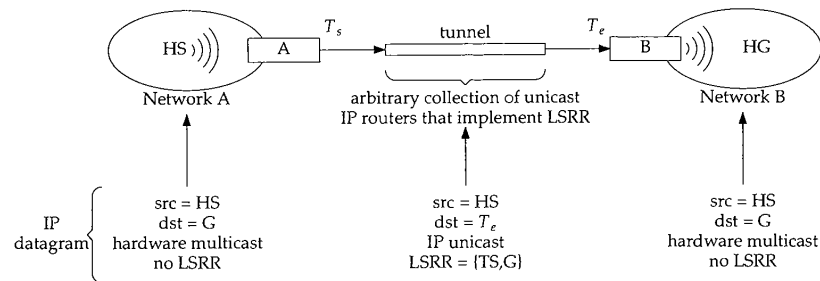 T_s
T_e
tunnel
HS
A
B
HG
Network A
Network B
arbitrary collection of unicast
IP routers that implement LSRR
IP
datagram
src = HS
dst = G
hardware multicast
no LSRR
src = HS
dst = T_e
IP unicast
LSRR = {TS,G}
src = HS
dst = G
hardware multicast
no LSRR